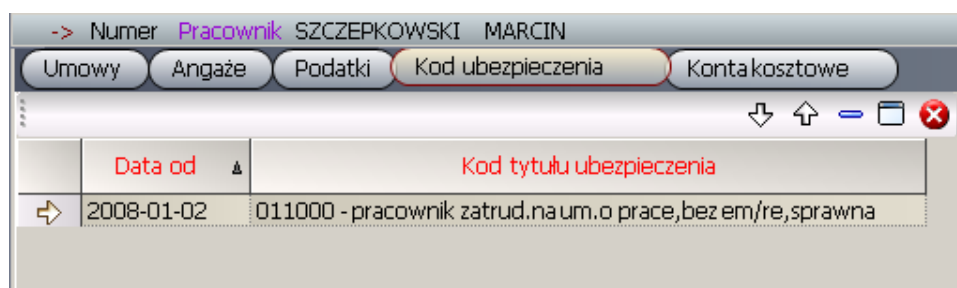 -> Numer Pracownik SZCZEPKOWSKI MARCIN
Umowy Angaże Podatki Kod ubezpieczenia Konta kosztowe
Data od Kod tytułu ubezpieczenia
2008-01-02 011000 - pracownik zatrud.na um.o prace,bez em/re,sprawna